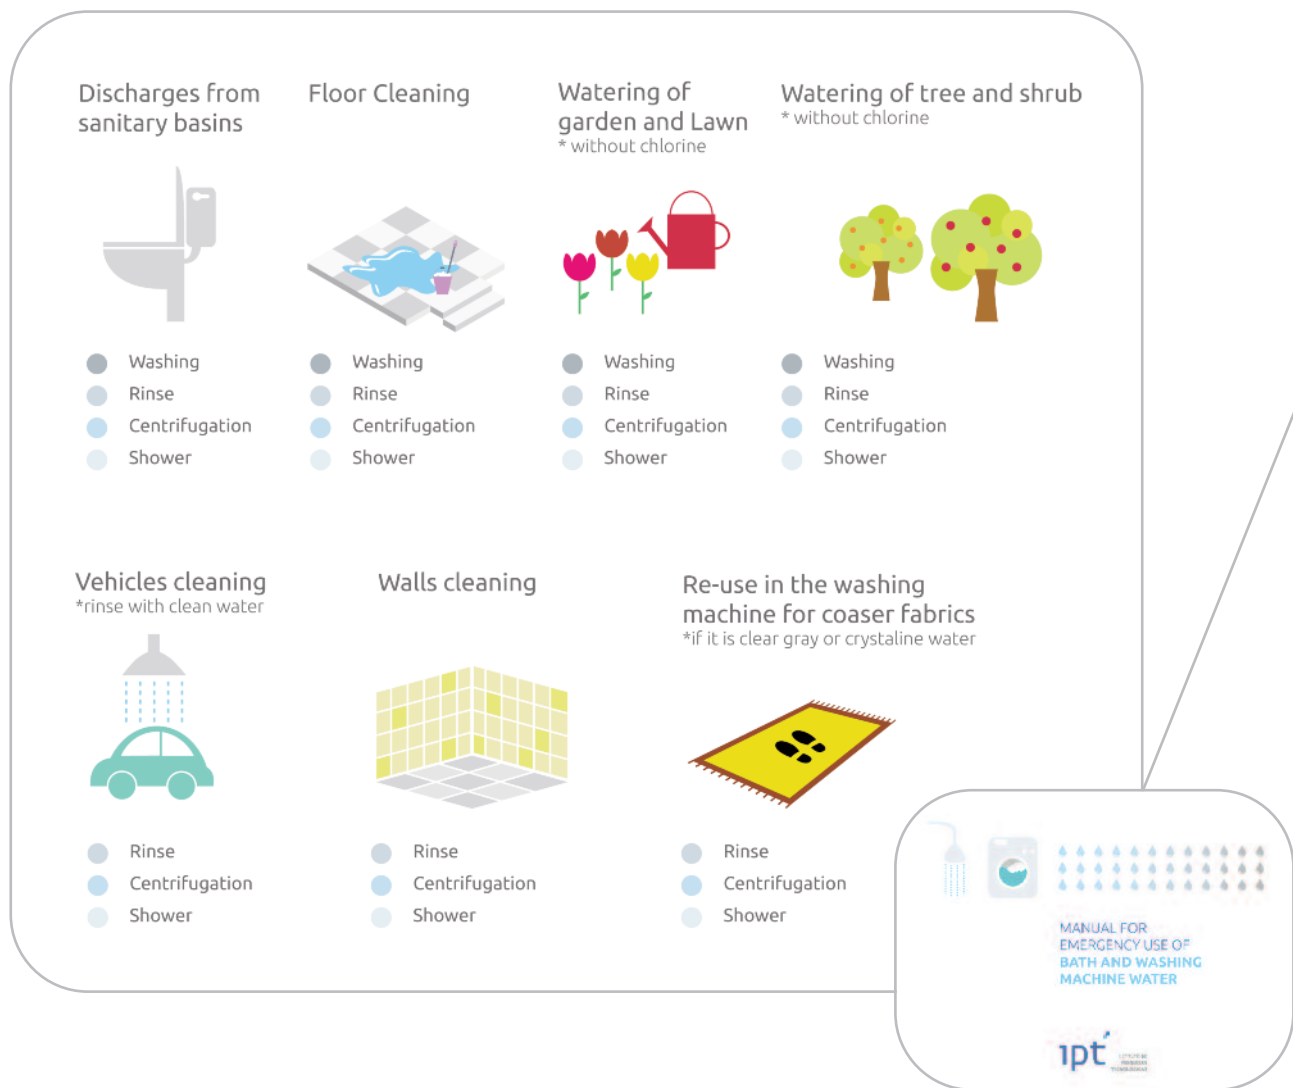 Discharges from
sanitary basins
Floor Cleaning
Watering of
garden and Lawn
* without chlorine
Watering of tree and shrub
* without chlorine
Washing
Rinse
Centrifugation
Shower
Washing
Rinse
Centrifugation
Shower
Washing
Rinse
Centrifugation
Shower
Washing
Rinse
Centrifugation
Shower
Vehicles cleaning
*rinse with clean water
Walls cleaning
Re-use in the washing
machine for coaser fabrics
*if it is clear gray or crystaline water
Rinse
Centrifugation
Shower
Rinse
Centrifugation
Shower
Rinse
Centrifugation
Shower
MANUAL FOR
EMERGENCY USE OF
BATH AND WASHING
MACHINE WATER
ipt